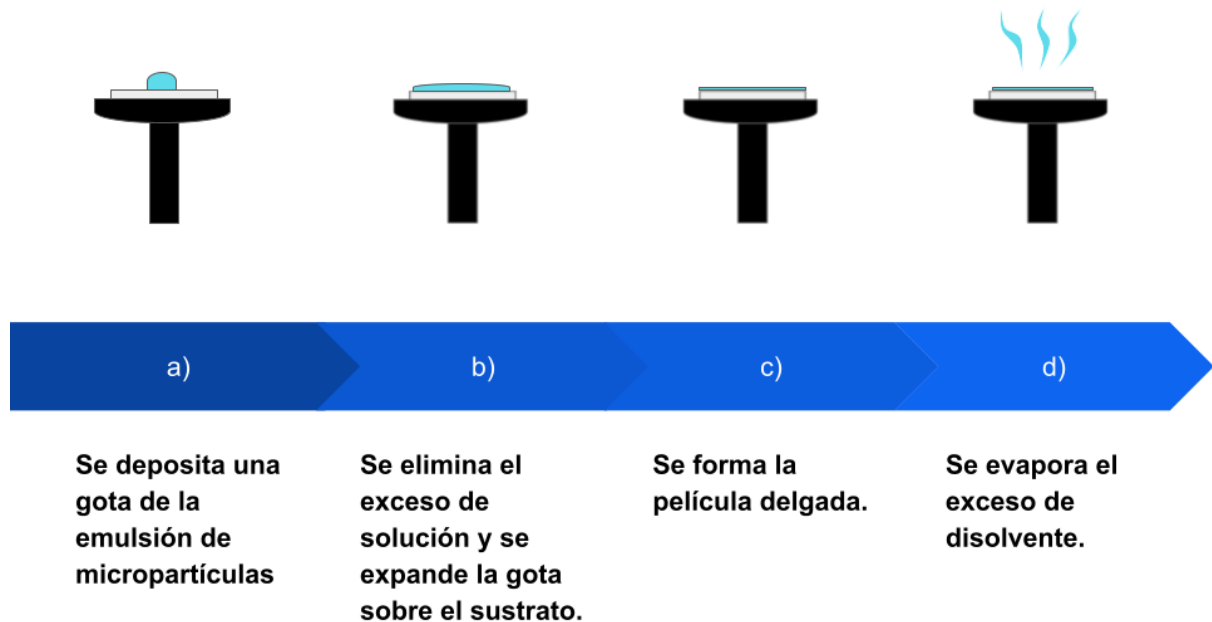 a)
b)
c)
d)
Se deposita una
gota de la
emulsión de
micropartículas
Se elimina el
exceso de
solución y se
expande la gota
sobre el sustrato.
Se forma la
película delgada.
Se evapora el
exceso de
disolvente.